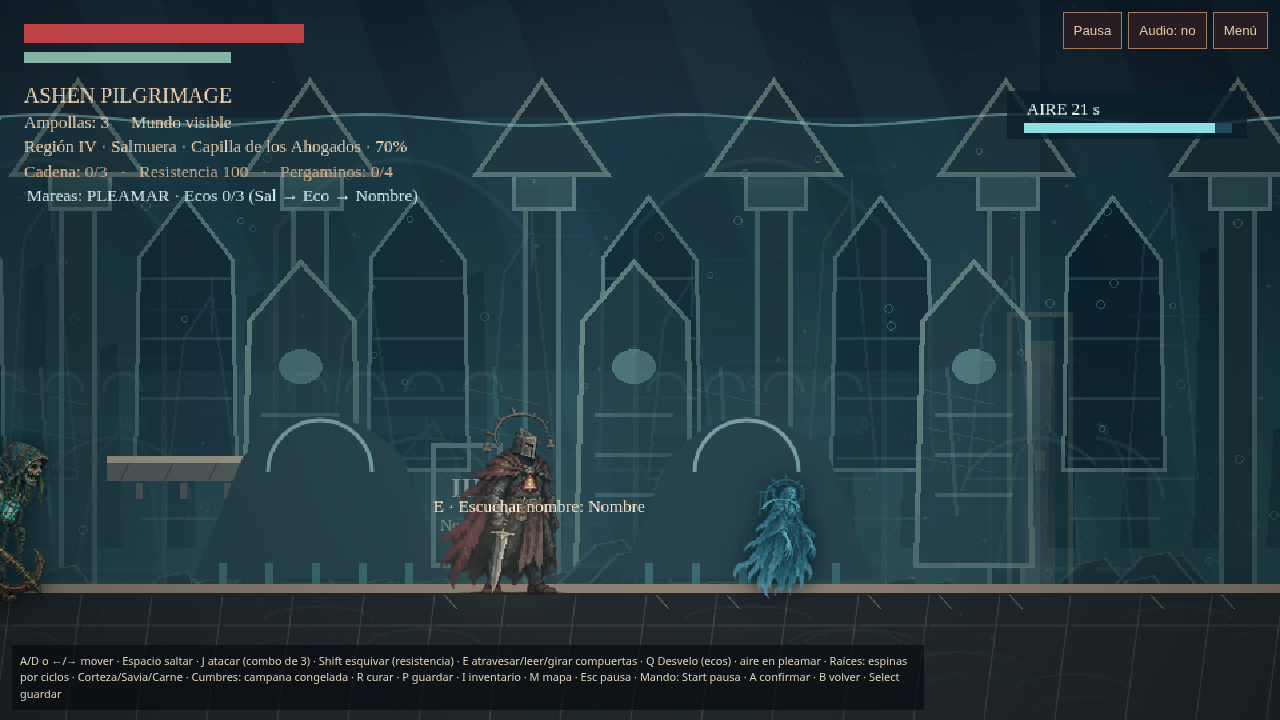 Pausa
Audio: no
Menú
ASHEN PILGRIMAGE
Ampollas: 3 Mundo visible
Región IV · Salmuera · Capilla de los Ahogados · 70%
Cadena: 0/3 · Resistencia 100 · Pergaminos: 0/4
Mareas: PLEAMAR · Ecos 0/3 (Sal → Eco → Nombre)
AIRE 21 s
E · Escuchar nombre: Nombre
A/D o ←/→ mover · Espacio saltar · J atacar (combo de 3) · Shift esquivar (resistencia) · E atravesar/leer/girar compuertas · Q Desvelo (ecos) · aire en pleamar · Raíces: espinas
por ciclos · Corteza/Savia/Carne · Cumbres: campana congelada · R curar · P guardar · I inventario · M mapa · Esc pausa · Mando: Start pausa · A confirmar · B volver · Select
guardar